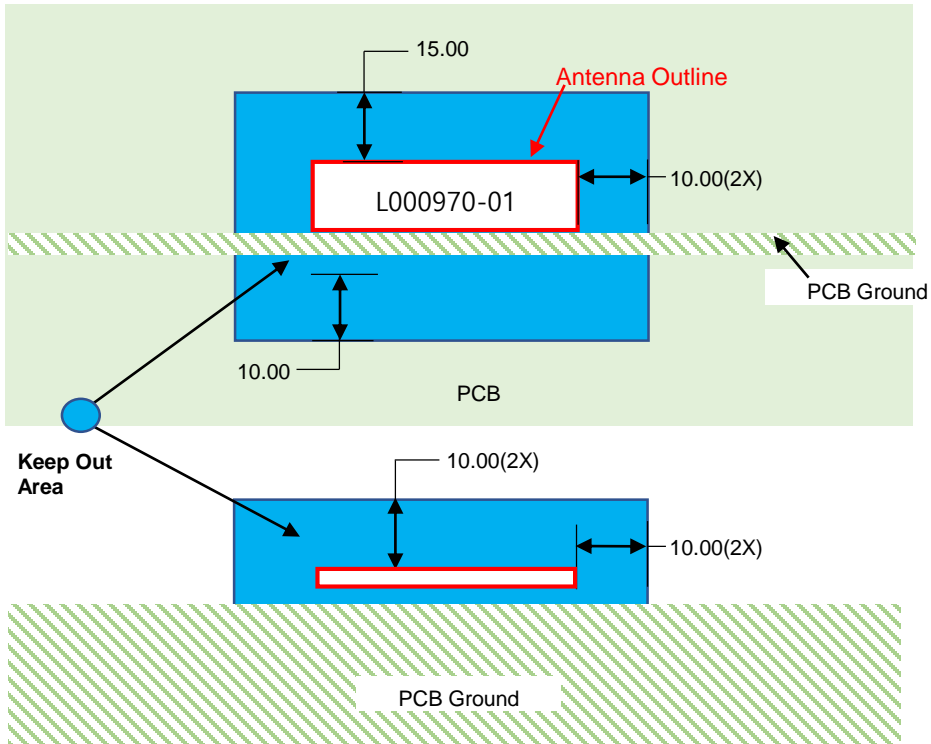 15.00
Antenna Outline
10.00(2X)
L000970-01
PCB Ground
10.00
PCB
Keep Out
Area
10.00(2X)
10.00(2X)
PCB Ground